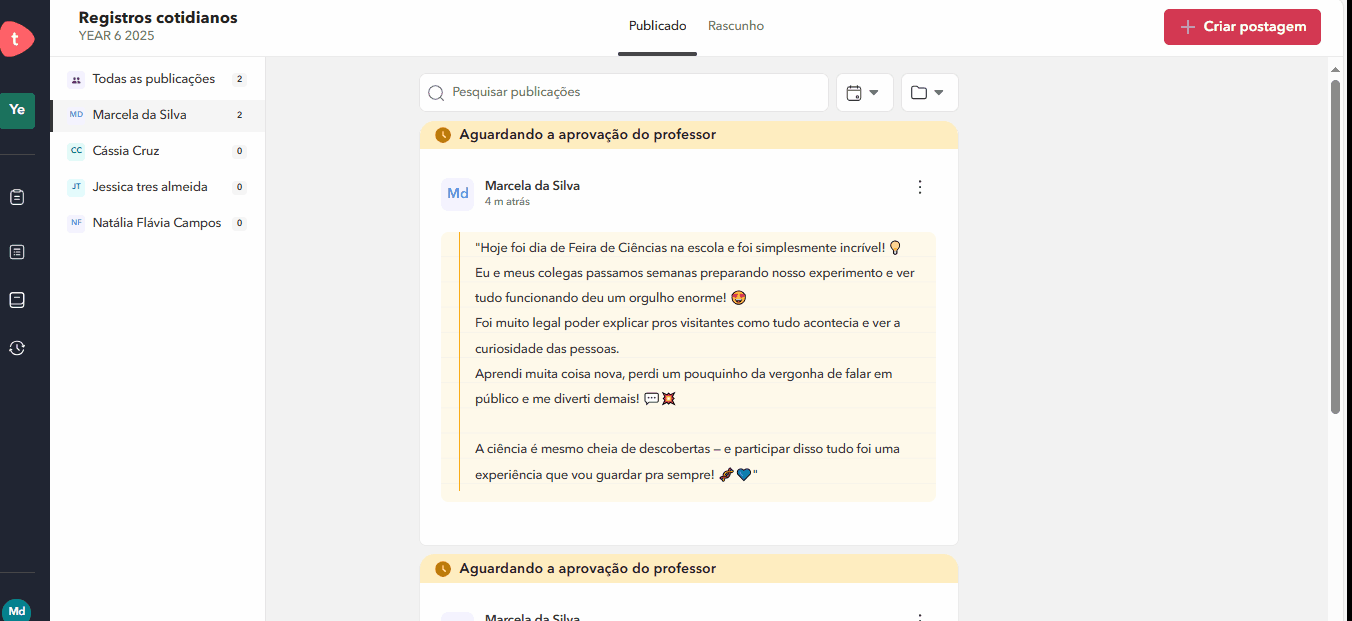 t
Ye
Md
Registros cotidianos
YEAR 6 2025
Publicado
Rascunho
Criar postagem
Todas as publicações 2
MD Marcela da Silva 2
CC Cássia Cruz 0
JT Jessica tres almeida 0
NF Natália Flávia Campos 0
Pesquisar publicações
Aguardando a aprovação do professor
Md
Marcela da Silva
4 m atrás
"Hoje foi dia de Feira de Ciências na escola e foi simplesmente incrível! 💡
Eu e meus colegas passamos semanas preparando nosso experimento e ver
tudo funcionando deu um orgulho enorme! 😍
Foi muito legal poder explicar pros visitantes como tudo acontecia e ver a
curiosidade das pessoas.
Aprendi muita coisa nova, perdi um pouquinho da vergonha de falar em
público e me diverti demais! 💬💥
A ciência é mesmo cheia de descobertas – e participar disso tudo foi uma
experiência que vou guardar pra sempre! 🧬💙"
Aguardando a aprovação do professor
Marcela da Silva